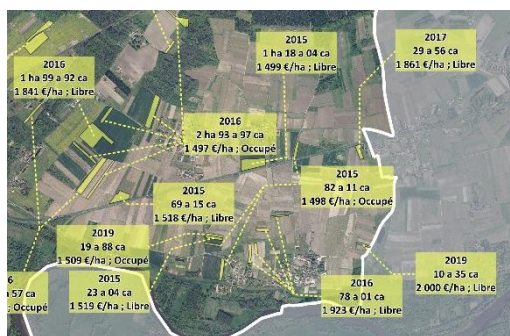 2015
1 ha 18 a 04 ca
1 499 €/ha ; Libre
2017
29 a 56 ca
1 861 €/ha ; Libre
2016
1 ha 99 a 92 ca
1 841 €/ha ; Libre
2016
2 ha 93 a 97 ca
1 497 €/ha ; Occupé
2015
82 a 11 ca
1 498 €/ha ; Occupé
2015
69 a 15 ca
1 518 €/ha ; Libre
2019
19 a 88 ca
1 509 €/ha ; Occupé
2019
10 a 35 ca
2 000 €/ha ; Libre
6
a 57 ca
/ha ; Libre
2015
23 a 04 ca
1 519 €/ha ; Libre
2016
78 a 01 ca
1 923 €/ha ; Libre